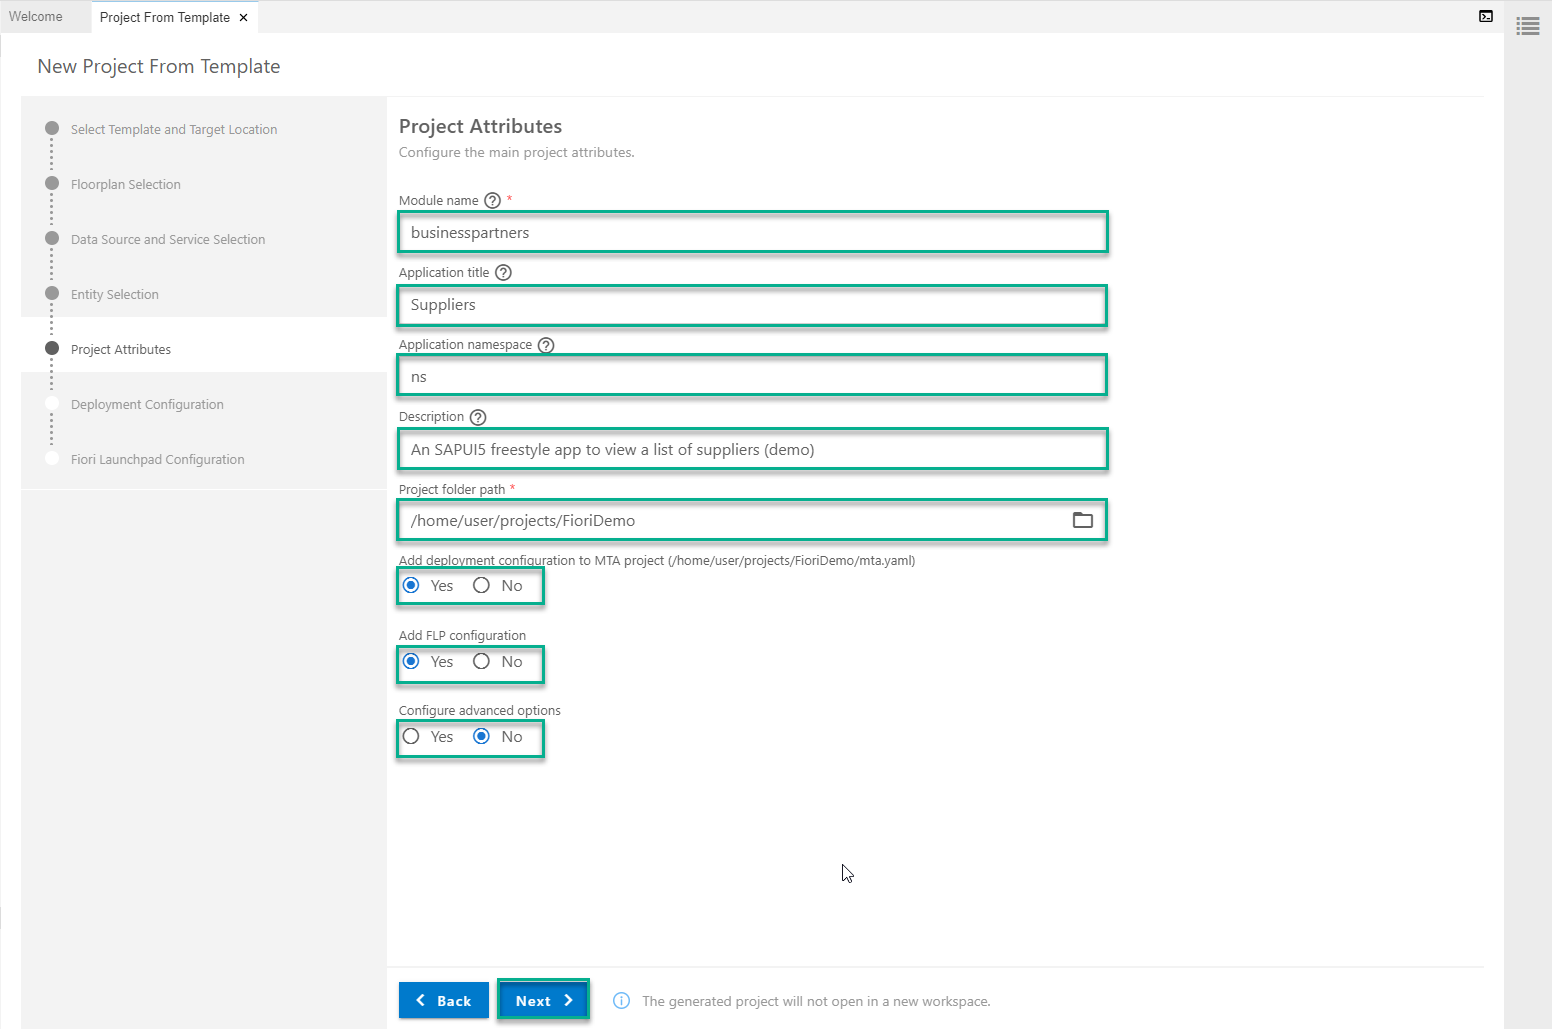 Welcome
Project From Template ×
New Project From Template
Select Template and Target Location
Floorplan Selection
Data Source and Service Selection
Entity Selection
Project Attributes
Deployment Configuration
Fiori Launchpad Configuration
Project Attributes
Configure the main project attributes.
Module name ? *
businesspartners
Application title ?
Suppliers
Application namespace ?
ns
Description ?
An SAPUI5 freestyle app to view a list of suppliers (demo)
Project folder path *
/home/user/projects/FioriDemo
Add deployment configuration to MTA project (/home/user/projects/FioriDemo/mta.yaml)
Yes No
Add FLP configuration
Yes No
Configure advanced options
Yes No
Back Next The generated project will not open in a new workspace.